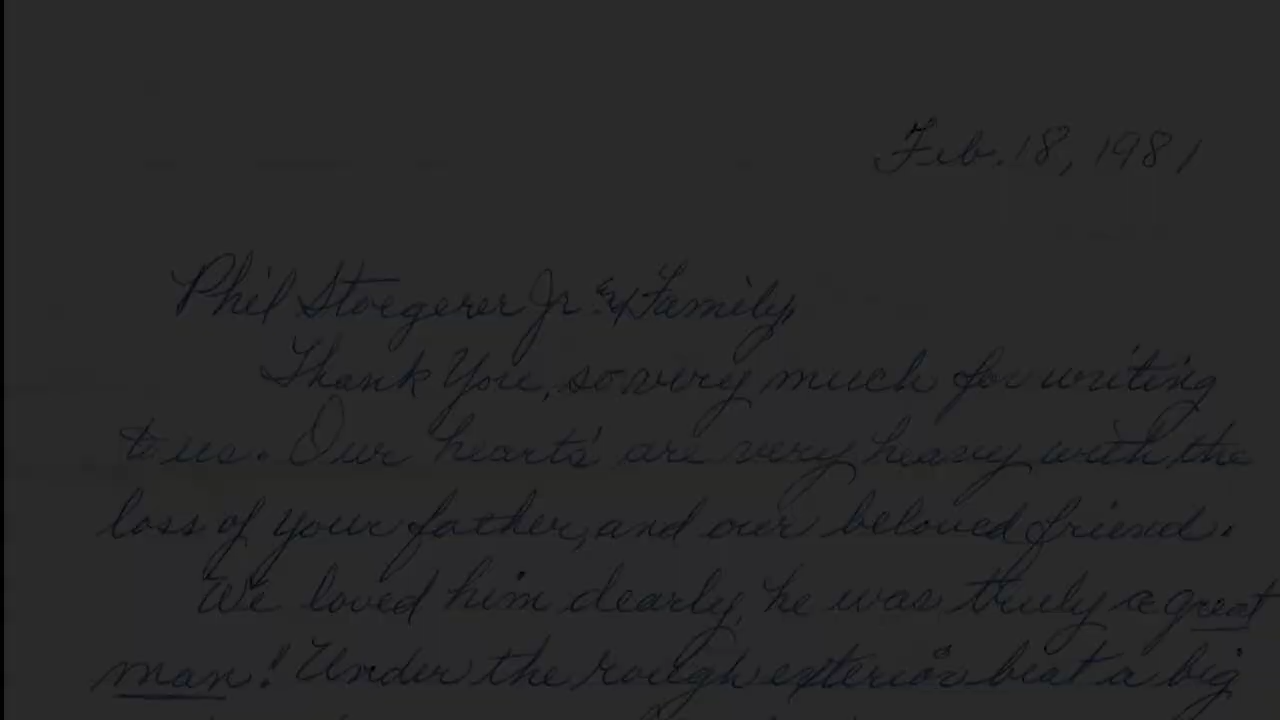 Feb. 18, 1981
Phil Stoegerer Jr. & Family,
Thank You, so very much for writing
to us. Our heart's are very heavy with the
loss of your father, and our beloved friend.
We loved him dearly, he was truly a great
man! Under the rough exterior beat a big